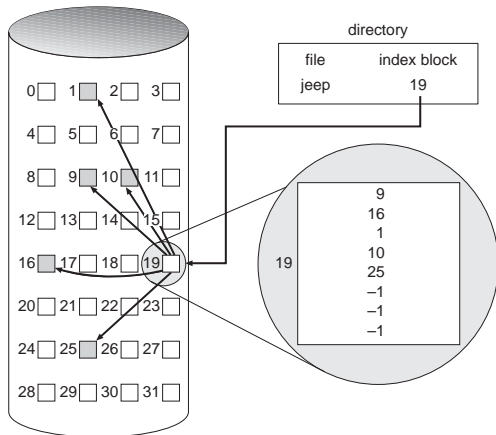 directory
file index block
jeep 19
0 1 2 3
4 5 6 7
8 9 10 11
12 13 14 15
16 17 18 19
20 21 22 23
24 25 26 27
28 29 30 31
19
9
16
1
10
25
–1
–1
–1